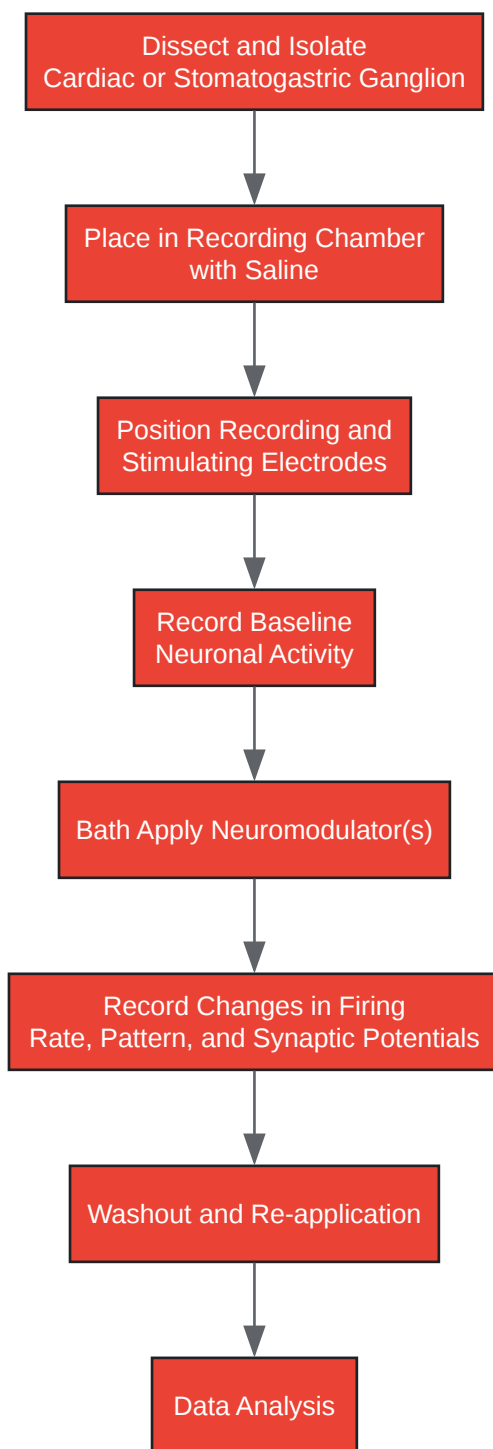 Dissect and Isolate
Cardiac or Stomatogastric Ganglion
Place in Recording Chamber
with Saline
Position Recording and
Stimulating Electrodes
Record Baseline
Neuronal Activity
Bath Apply Neuromodulator(s)
Record Changes in Firing
Rate, Pattern, and Synaptic Potentials
Washout and Re-application
Data Analysis